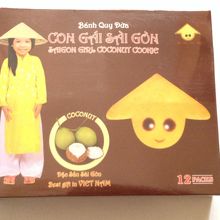 Bánh Quy Dừa
CON GÁI SÀI GÒN
SAIGON GIRL COCONUT COOKIE
COCONUT
Đặc Sản Sài Gòn
Best gift in VIET NAM
12 PACKS